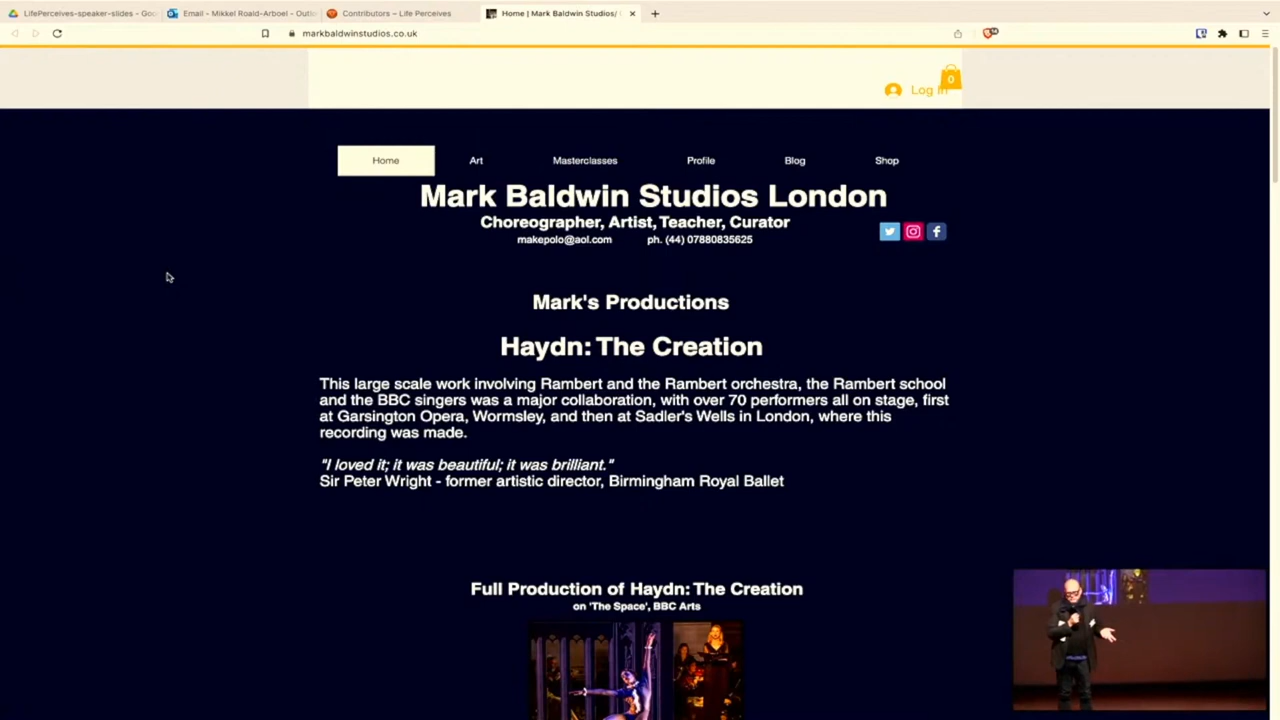 LifePerceives-speaker-slides - Goo
Email - Mikkel Roald-Arboel - Outlo
Contributors – Life Perceives
Home | Mark Baldwin Studios/
markbaldwinstudios.co.uk
0
Log In
Home
Art
Masterclasses
Profile
Blog
Shop
Mark Baldwin Studios London
Choreographer, Artist, Teacher, Curator
makepolo@aol.com ph. (44) 07880835625
Mark's Productions
Haydn: The Creation
This large scale work involving Rambert and the Rambert orchestra, the Rambert school
and the BBC singers was a major collaboration, with over 70 performers all on stage, first
at Garsington Opera, Wormsley, and then at Sadler's Wells in London, where this
recording was made.
"I loved it; it was beautiful; it was brilliant."
Sir Peter Wright - former artistic director, Birmingham Royal Ballet
Full Production of Haydn: The Creation
on 'The Space', BBC Arts